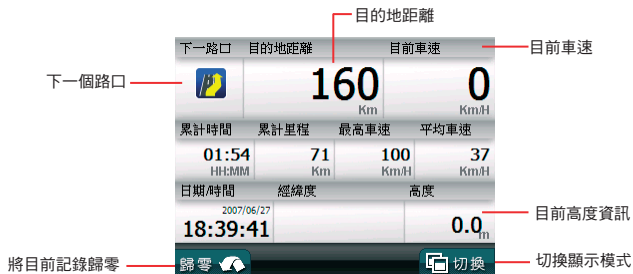 目的地距離
下一路口 目的地距離 目前車速
目前車速
下一個路口
160 Km
0 Km/H
累計時間 累計里程 最高車速 平均車速
01:54 HH:MM
71 Km
100 Km/H
37 Km/H
日期/時間 經緯度 高度
2007/06/27
18:39:41
0.0m
目前高度資訊
將目前記錄歸零
歸零
切換
切換顯示模式